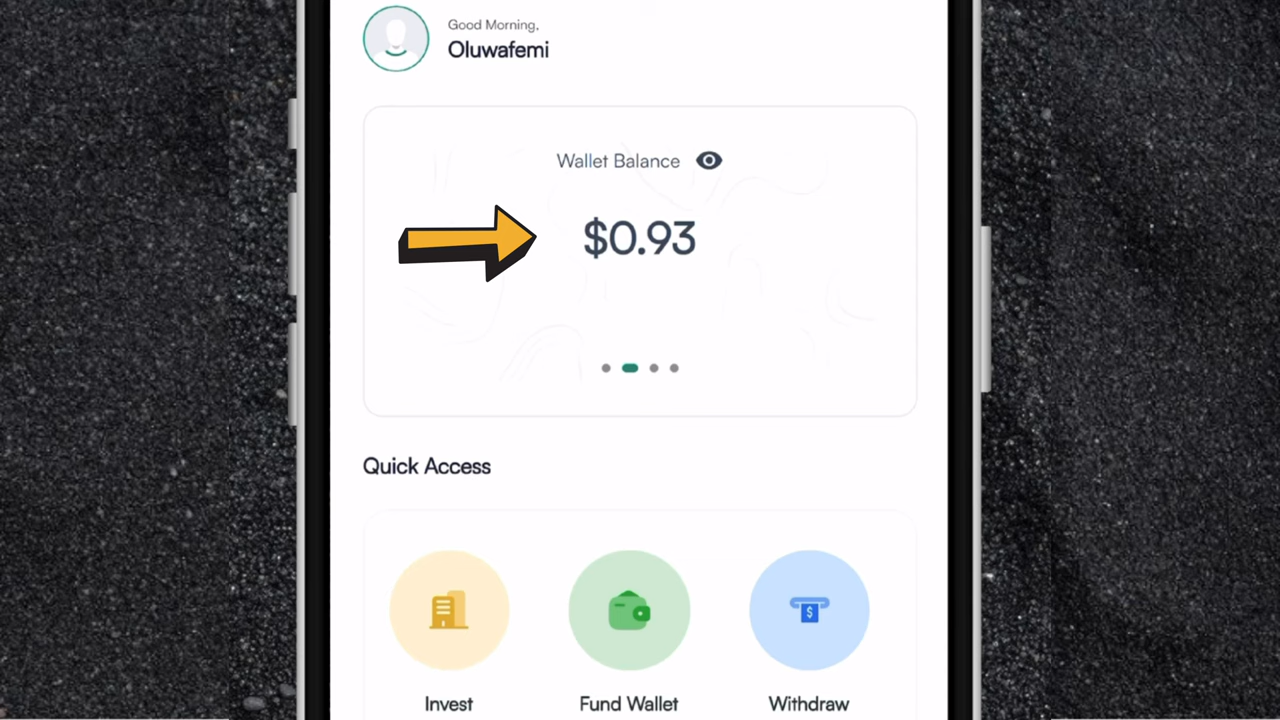 Good Morning,
Oluwafemi
Wallet Balance
$0.93
Quick Access
$
Invest
Fund Wallet
Withdraw